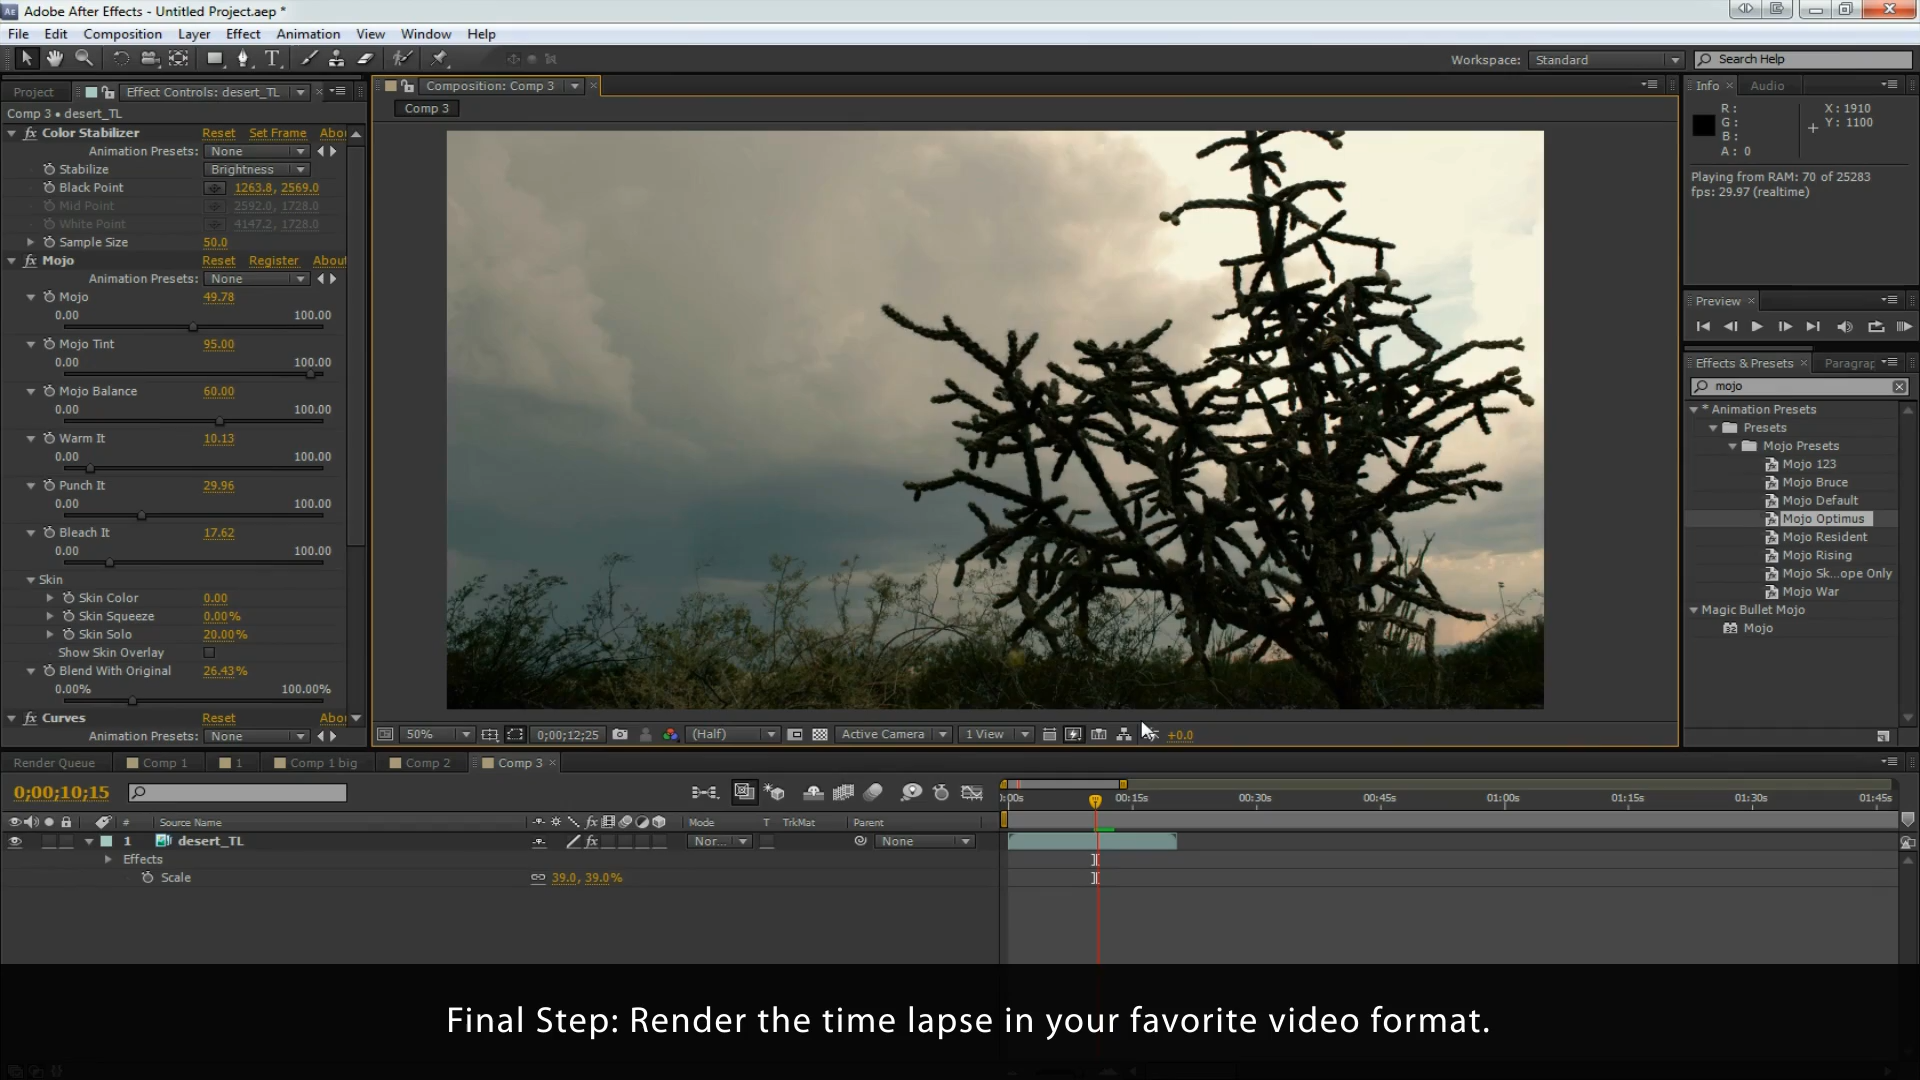 Adobe After Effects - Untitled Project.aep *
File Edit Composition Layer Effect Animation View Window Help
Workspace: Standard Search Help
Project Effect Controls: desert_TL
Comp 3 • desert_TL
Color Stabilizer Reset Set Frame
Animation Presets: None
Stabilize Brightness
Black Point 1263.8, 2569.0
Mid Point 2592.0, 1728.0
White Point 4147.2, 1728.0
Sample Size 50.0
Mojo Reset Register About
Animation Presets: None
Mojo 49.78
0.00 100.00
Mojo Tint 95.00
0.00 100.00
Mojo Balance 60.00
0.00 100.00
Warm It 10.13
0.00 100.00
Punch It 29.96
0.00 100.00
Bleach It 17.62
0.00 100.00
Skin
Skin Color 0.00
Skin Squeeze 0.00%
Skin Solo 20.00%
Show Skin Overlay
Blend With Original 26.43%
0.00% 100.00%
Curves Reset
Animation Presets: None
Composition: Comp 3
Comp 3
50% 0;00;12;25 (Half) Active Camera 1 View +0.0
Info Audio
R: X: 1910
G: Y: 1100
B:
A: 0
Playing from RAM: 70 of 25283
fps: 29.97 (realtime)
Preview
Effects & Presets Paragrap
mojo
* Animation Presets
Presets
Mojo Presets
Mojo 123
Mojo Bruce
Mojo Default
Mojo Optimus
Mojo Resident
Mojo Rising
Mojo Sk...ope Only
Mojo War
Magic Bullet Mojo
Mojo
Render Queue Comp 1 1 Comp 1 big Comp 2 Comp 3
0;00;10;15
00s 00:15s 00:30s 00:45s 01:00s 01:15s 01:30s 01:45s
# Source Name Mode T TrkMat Parent
1 desert_TL Nor... None
Effects
Scale 39.0, 39.0%
Final Step: Render the time lapse in your favorite video format.